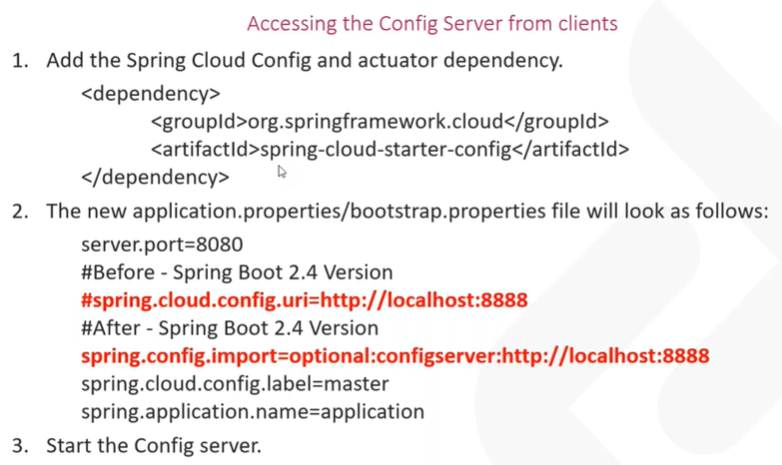 Accessing the Config Server from clients
1. Add the Spring Cloud Config and actuator dependency.
<dependency>
<groupId>org.springframework.cloud</groupId>
<artifactId>spring-cloud-starter-config</artifactId>
</dependency>
2. The new application.properties/bootstrap.properties file will look as follows:
server.port=8080
#Before - Spring Boot 2.4 Version
#spring.cloud.config.uri=http://localhost:8888
#After - Spring Boot 2.4 Version
spring.config.import=optional:configserver:http://localhost:8888
spring.cloud.config.label=master
spring.application.name=application
3. Start the Config server.